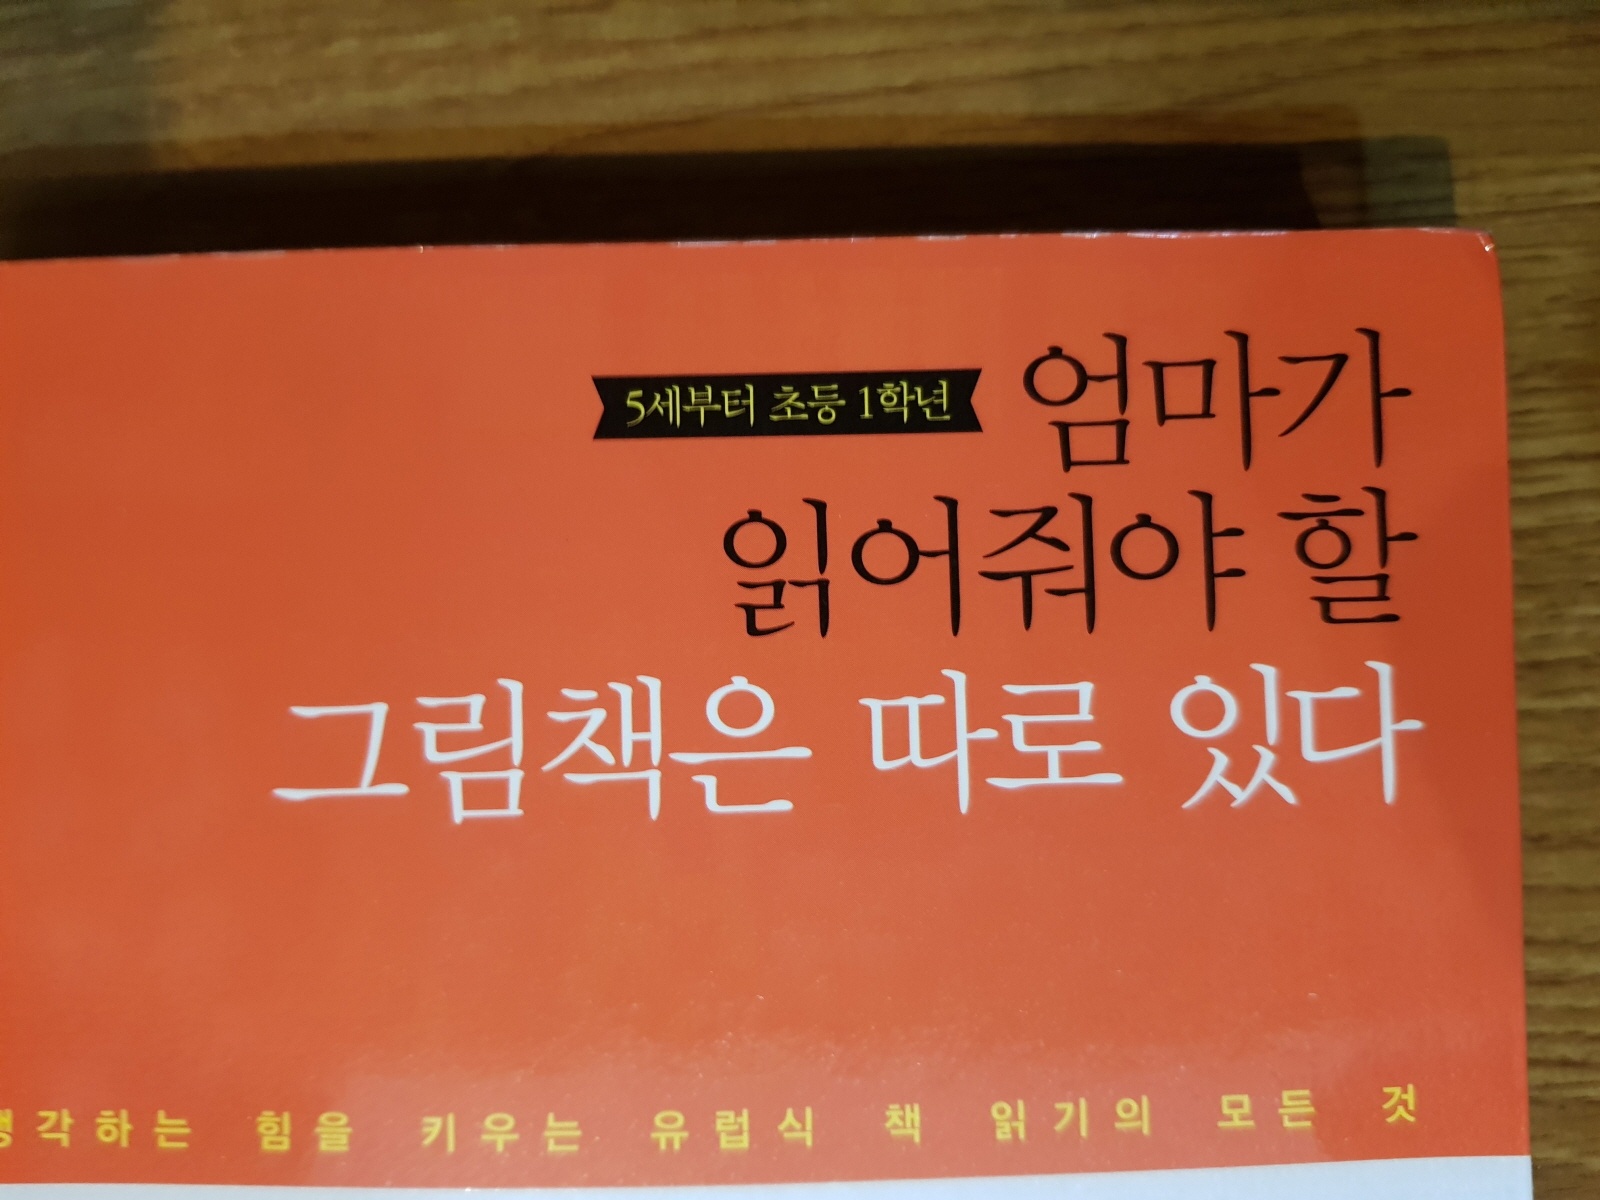 5세부터 초등 1학년 엄마가
읽어줘야 할
그림책은 따로 있다
생각하는 힘을 키우는 유럽식 책 읽기의 모든 것